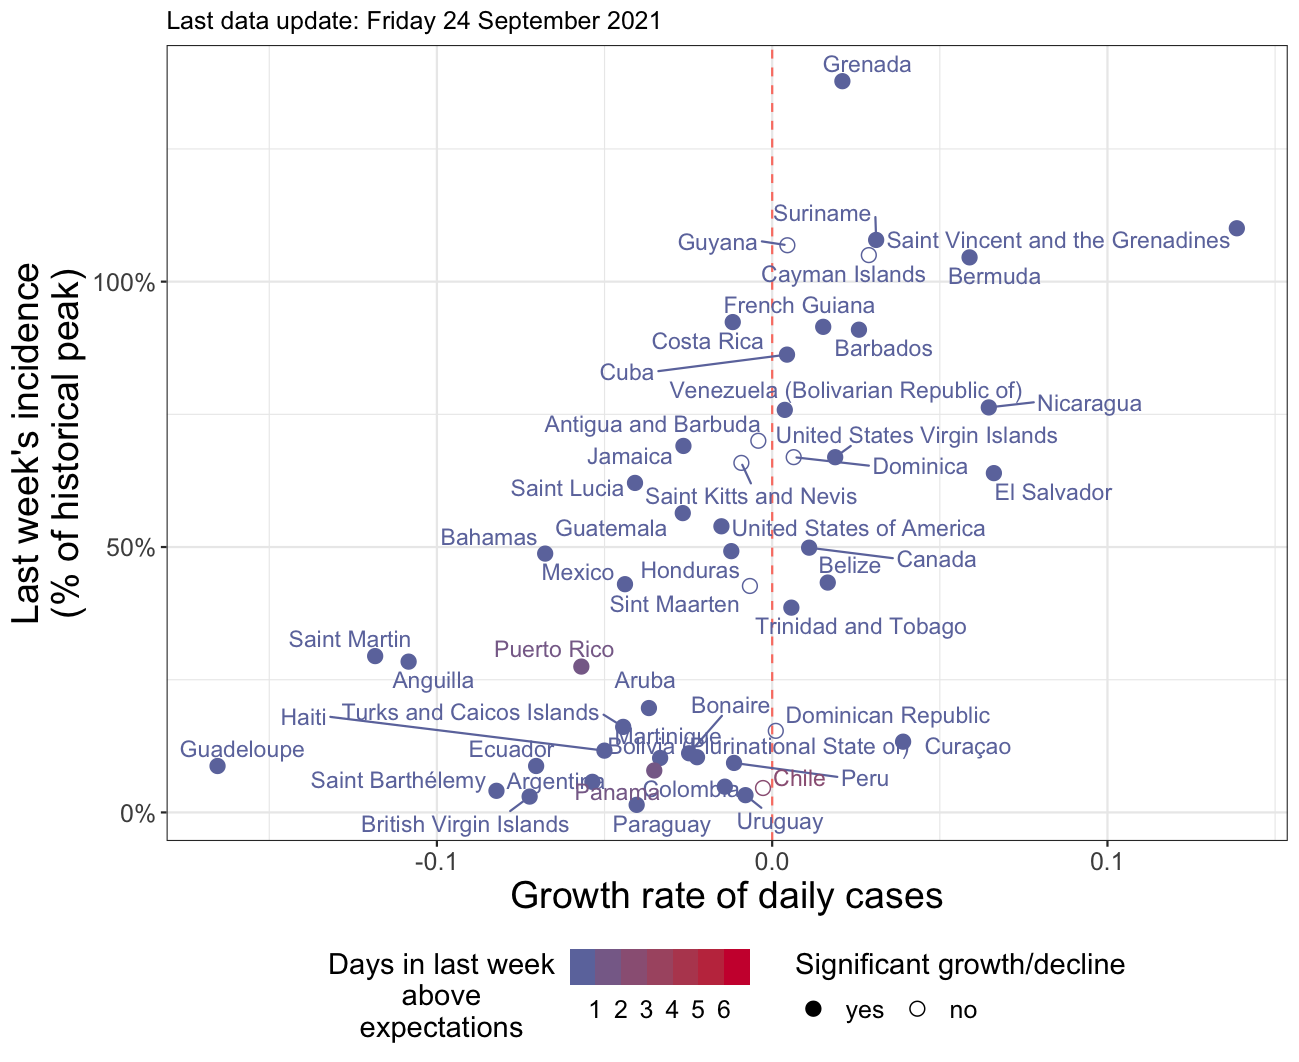 Last data update: Friday 24 September 2021
Last week's incidence
(% of historical peak)
100%
50%
0%
Grenada
Suriname
Guyana
Saint Vincent and the Grenadines
Cayman Islands
Bermuda
French Guiana
Costa Rica
Barbados
Cuba
Venezuela (Bolivarian Republic of)
Nicaragua
Antigua and Barbuda
United States Virgin Islands
Jamaica
Dominica
Saint Lucia
Saint Kitts and Nevis
El Salvador
Guatemala
United States of America
Bahamas
Canada
Mexico
Honduras
Belize
Sint Maarten
Trinidad and Tobago
Saint Martin
Puerto Rico
Anguilla
Aruba
Bonaire
Haiti
Turks and Caicos Islands
Dominican Republic
Martinique
Guadeloupe
Ecuador
Bolivia (Plurinational State of)
Curaçao
Saint Barthélemy
Argentina
Chile
Peru
Panama
Colombia
British Virgin Islands
Paraguay
Uruguay
-0.1
0.0
0.1
Growth rate of daily cases
Days in last week
above
expectations
1 2 3 4 5 6
Significant growth/decline
yes
no